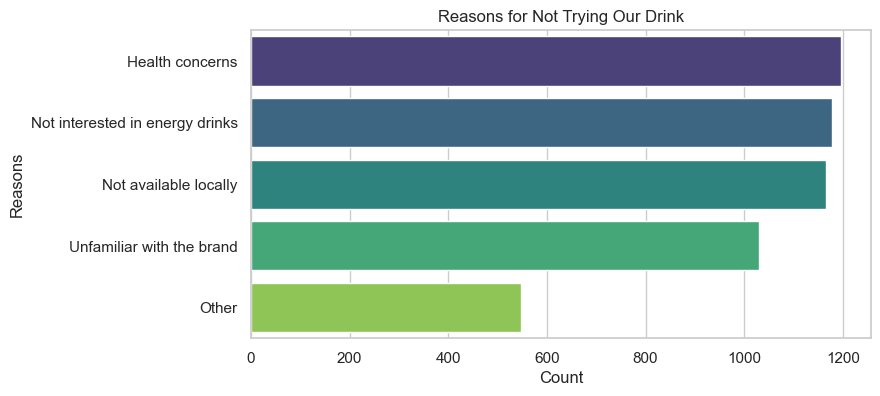 Reasons for Not Trying Our Drink
Reasons
Health concerns
Not interested in energy drinks
Not available locally
Unfamiliar with the brand
Other
0 200 400 600 800 1000 1200
Count